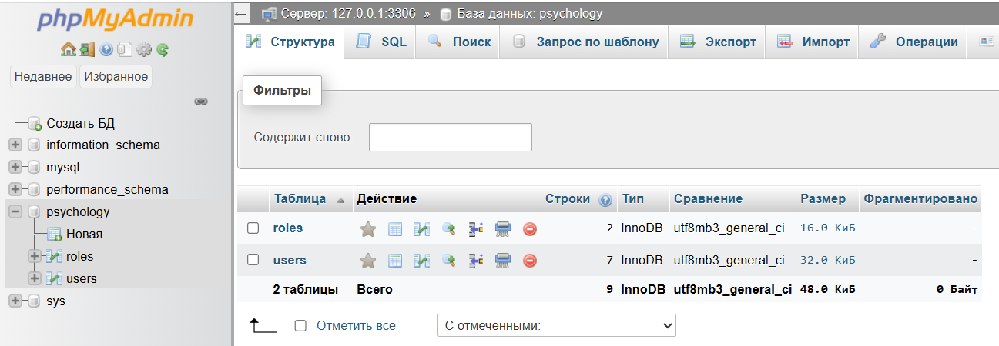 phpMyAdmin
Недавнее Избранное
Создать БД
information_schema
mysql
performance_schema
psychology
Новая
roles
users
sys
Сервер: 127.0.0.1:3306 » База данных: psychology
Структура SQL Поиск Запрос по шаблону Экспорт Импорт Операции
Фильтры
Содержит слово:
Таблица Действие Строки Тип Сравнение Размер Фрагментировано
roles 2 InnoDB utf8mb3_general_ci 16.0 КиБ -
users 7 InnoDB utf8mb3_general_ci 32.0 КиБ -
2 таблицы Всего 9 InnoDB utf8mb3_general_ci 48.0 КиБ 0 Байт
Отметить все С отмеченными: